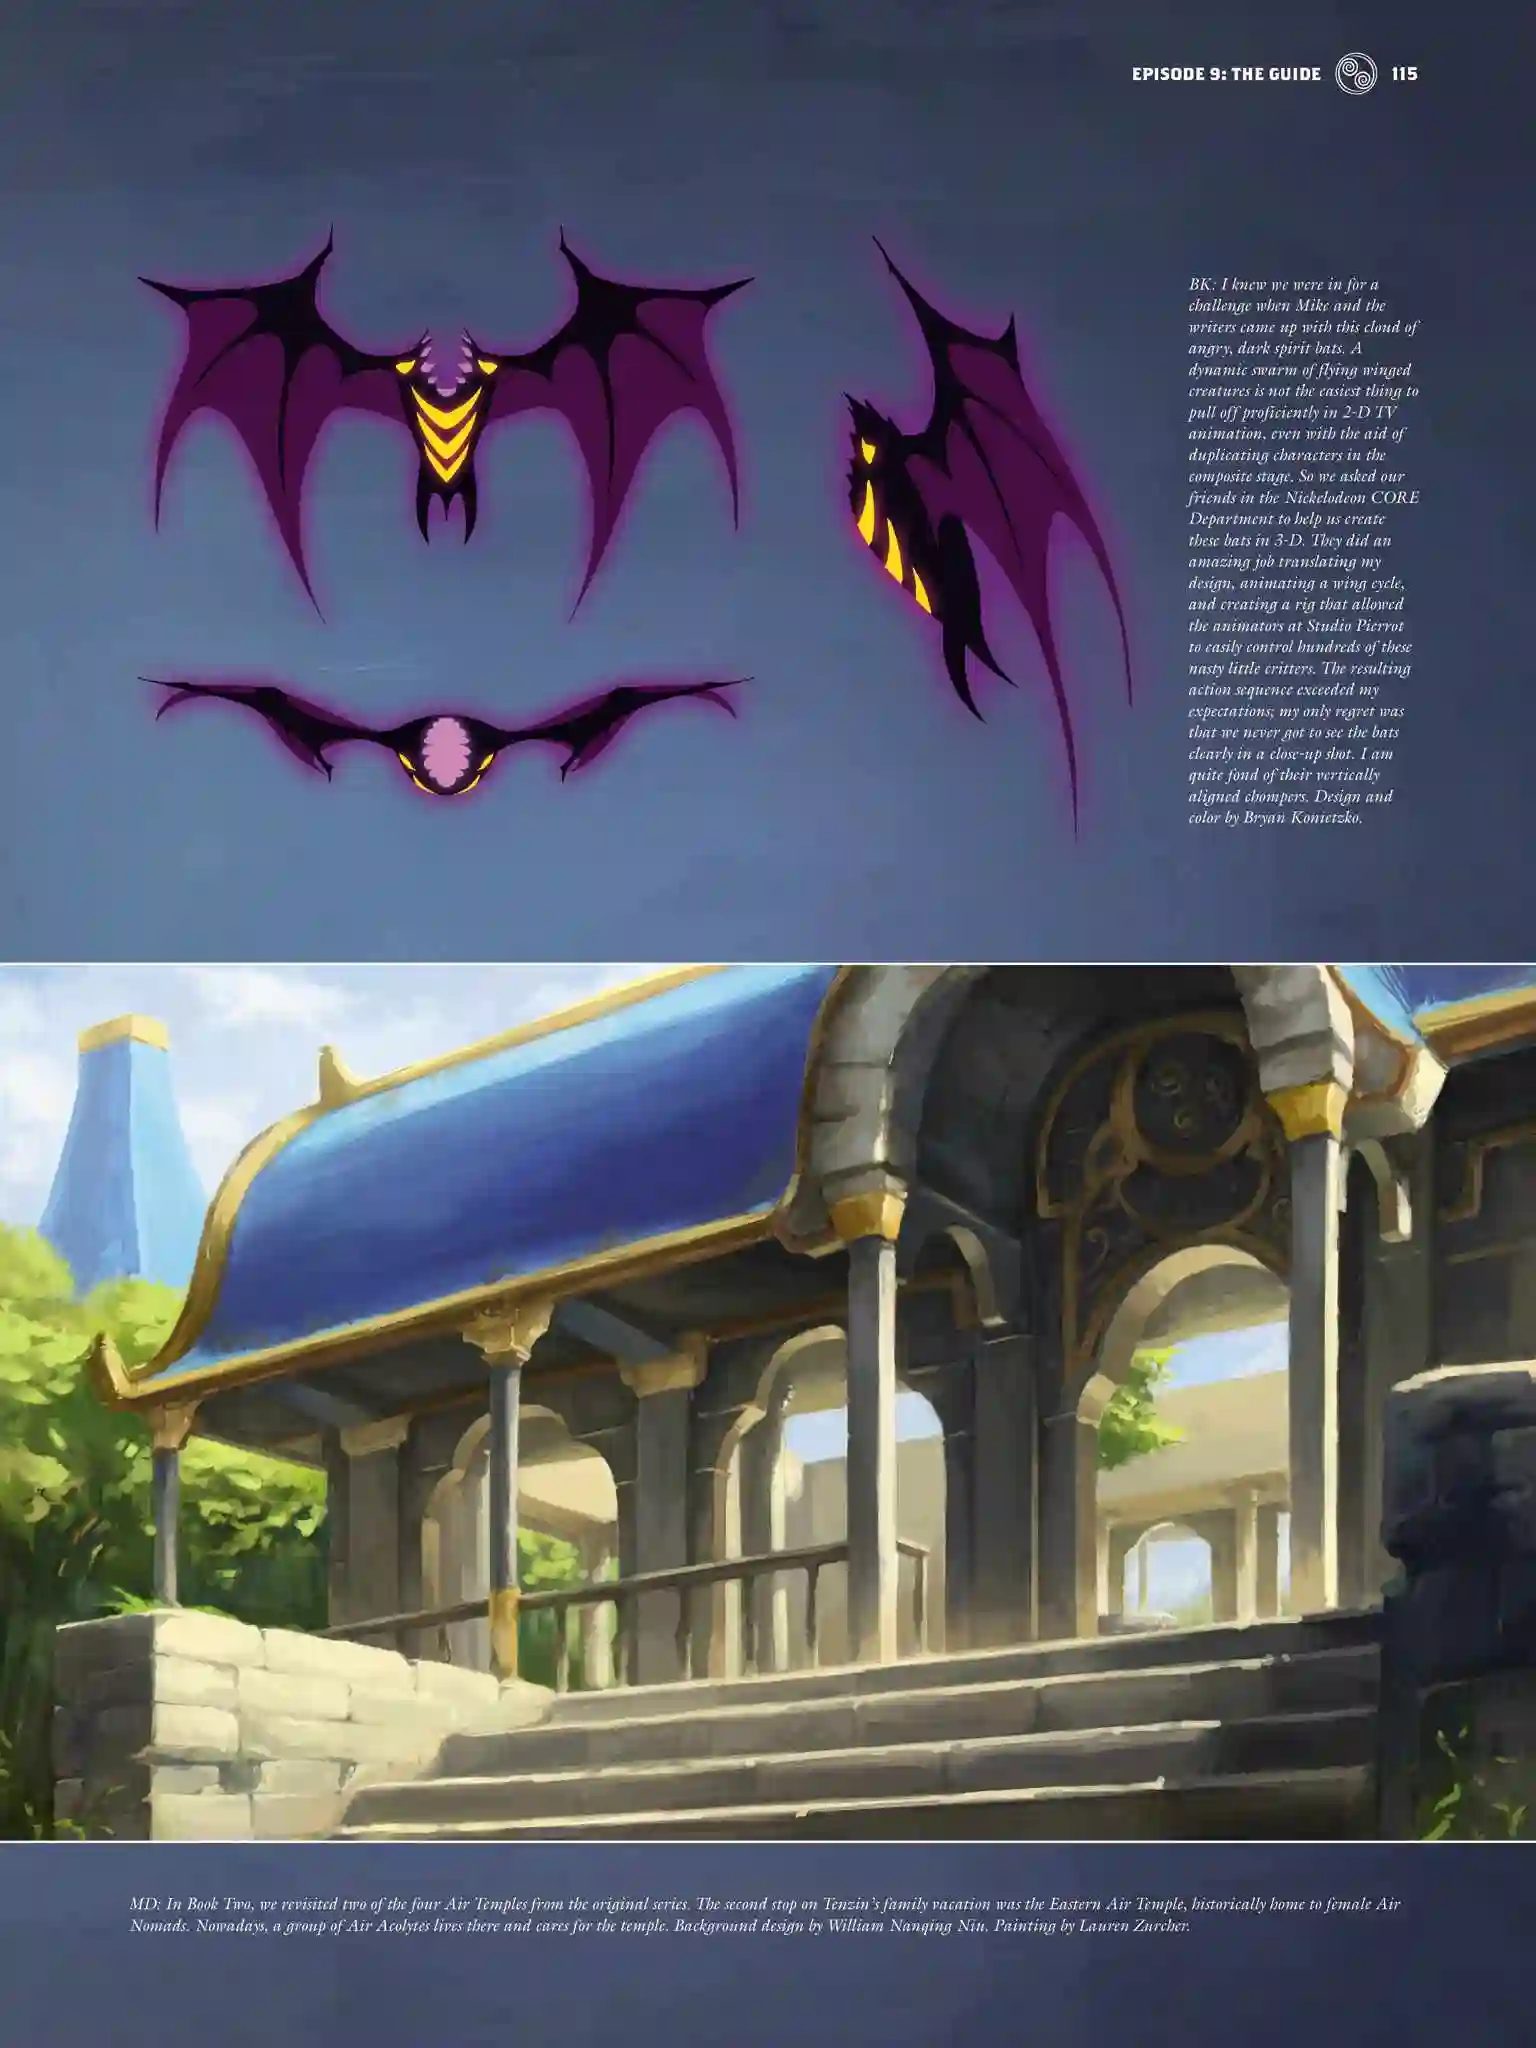 EPISODE 9: THE GUIDE 115
BK: I knew we were in for a
challenge when Mike and the
writers came up with this cloud of
angry, dark spirit bats. A
dynamic swarm of flying winged
creatures is not the easiest thing to
pull off proficiently in 2-D TV
animation, even with the aid of
duplicating characters in the
composite stage. So we asked our
friends in the Nickelodeon CORE
Department to help us create
these bats in 3-D. They did an
amazing job translating my
design, animating a wing cycle,
and creating a rig that allowed
the animators at Studio Pierrot
to easily control hundreds of these
nasty little critters. The resulting
action sequence exceeded my
expectations; my only regret was
that we never got to see the bats
clearly in a close-up shot. I am
quite fond of their vertically
aligned chompers. Design and
color by Bryan Konietzko.
MD: In Book Two, we revisited two of the four Air Temples from the original series. The second stop on Tenzin's family vacation was the Eastern Air Temple, historically home to female Air
Nomads. Nowadays, a group of Air Acolytes lives there and cares for the temple. Background design by William Nanqing Niu. Painting by Lauren Zurcher.